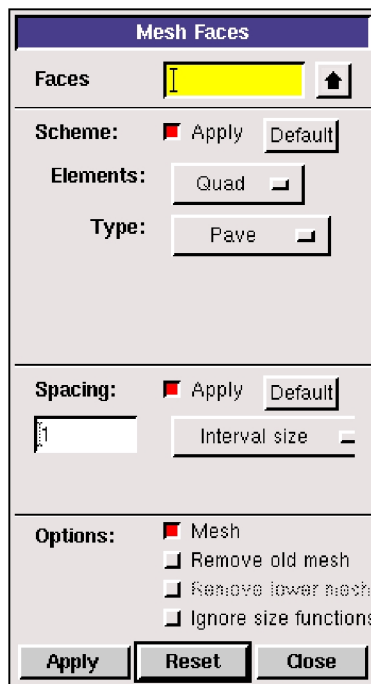 Mesh Faces
Faces
Scheme: Apply Default
Elements: Quad
Type: Pave
Spacing: Apply Default
1 Interval size
Options: Mesh
Remove old mesh
Remove lower mesh
Ignore size functions
Apply Reset Close